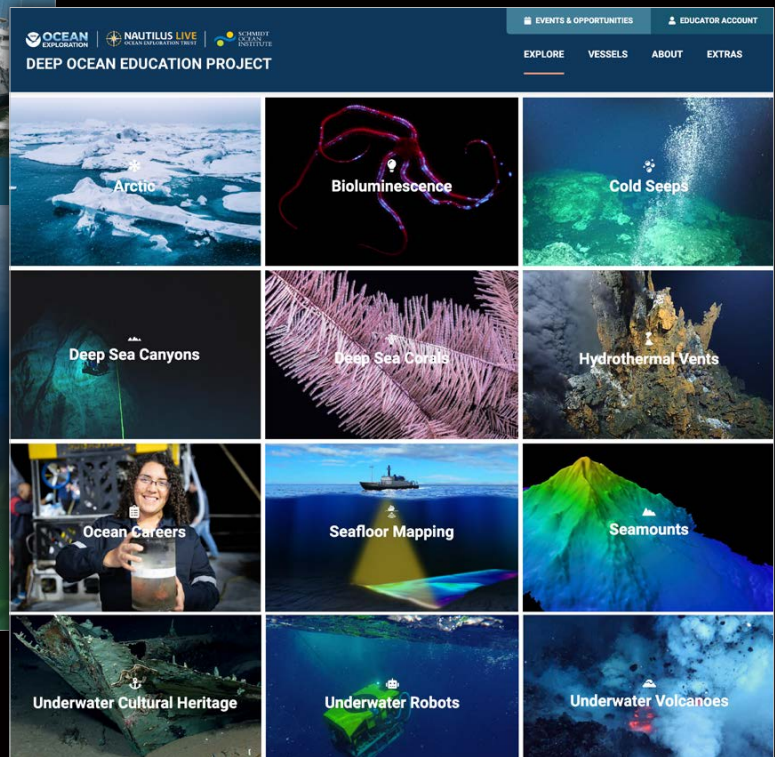 EVENTS & OPPORTUNITIES
EDUCATOR ACCOUNT
OCEAN EXPLORATION
NAUTILUS LIVE
OCEAN EXPLORATION TRUST
SCHMIDT OCEAN INSTITUTE
DEEP OCEAN EDUCATION PROJECT
EXPLORE VESSELS ABOUT EXTRAS
Arctic
Bioluminescence
Cold Seeps
Deep Sea Canyons
Deep Sea Corals
Hydrothermal Vents
Ocean Careers
Seafloor Mapping
Seamounts
Underwater Cultural Heritage
Underwater Robots
Underwater Volcanoes